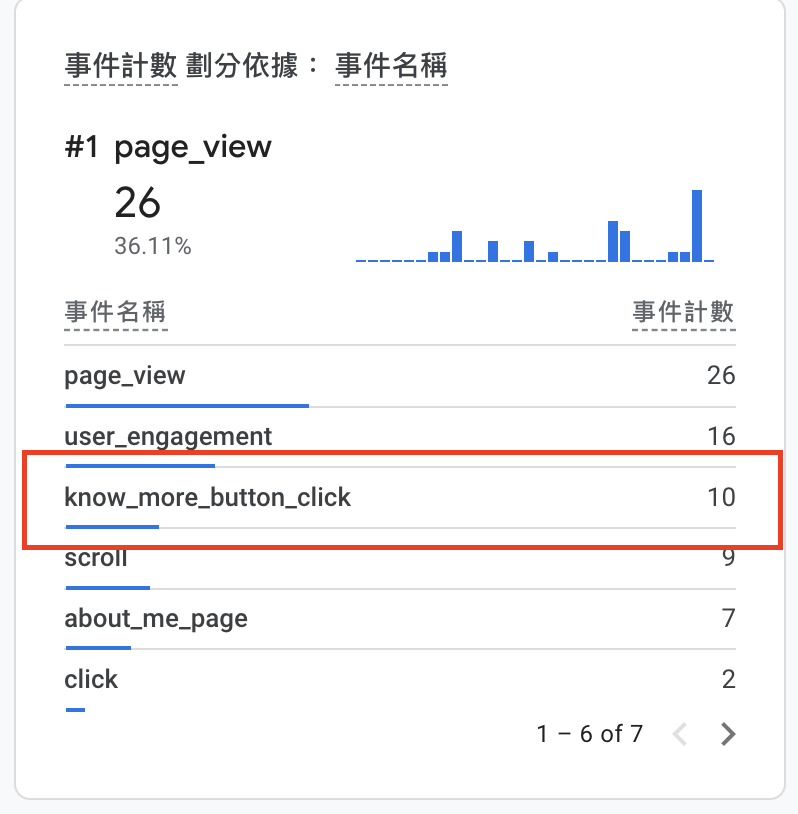 事件計數 劃分依據： 事件名稱
#1 page_view
26
36.11%
事件名稱 事件計數
page_view 26
user_engagement 16
know_more_button_click 10
scroll 9
about_me_page 7
click 2
1 – 6 of 7